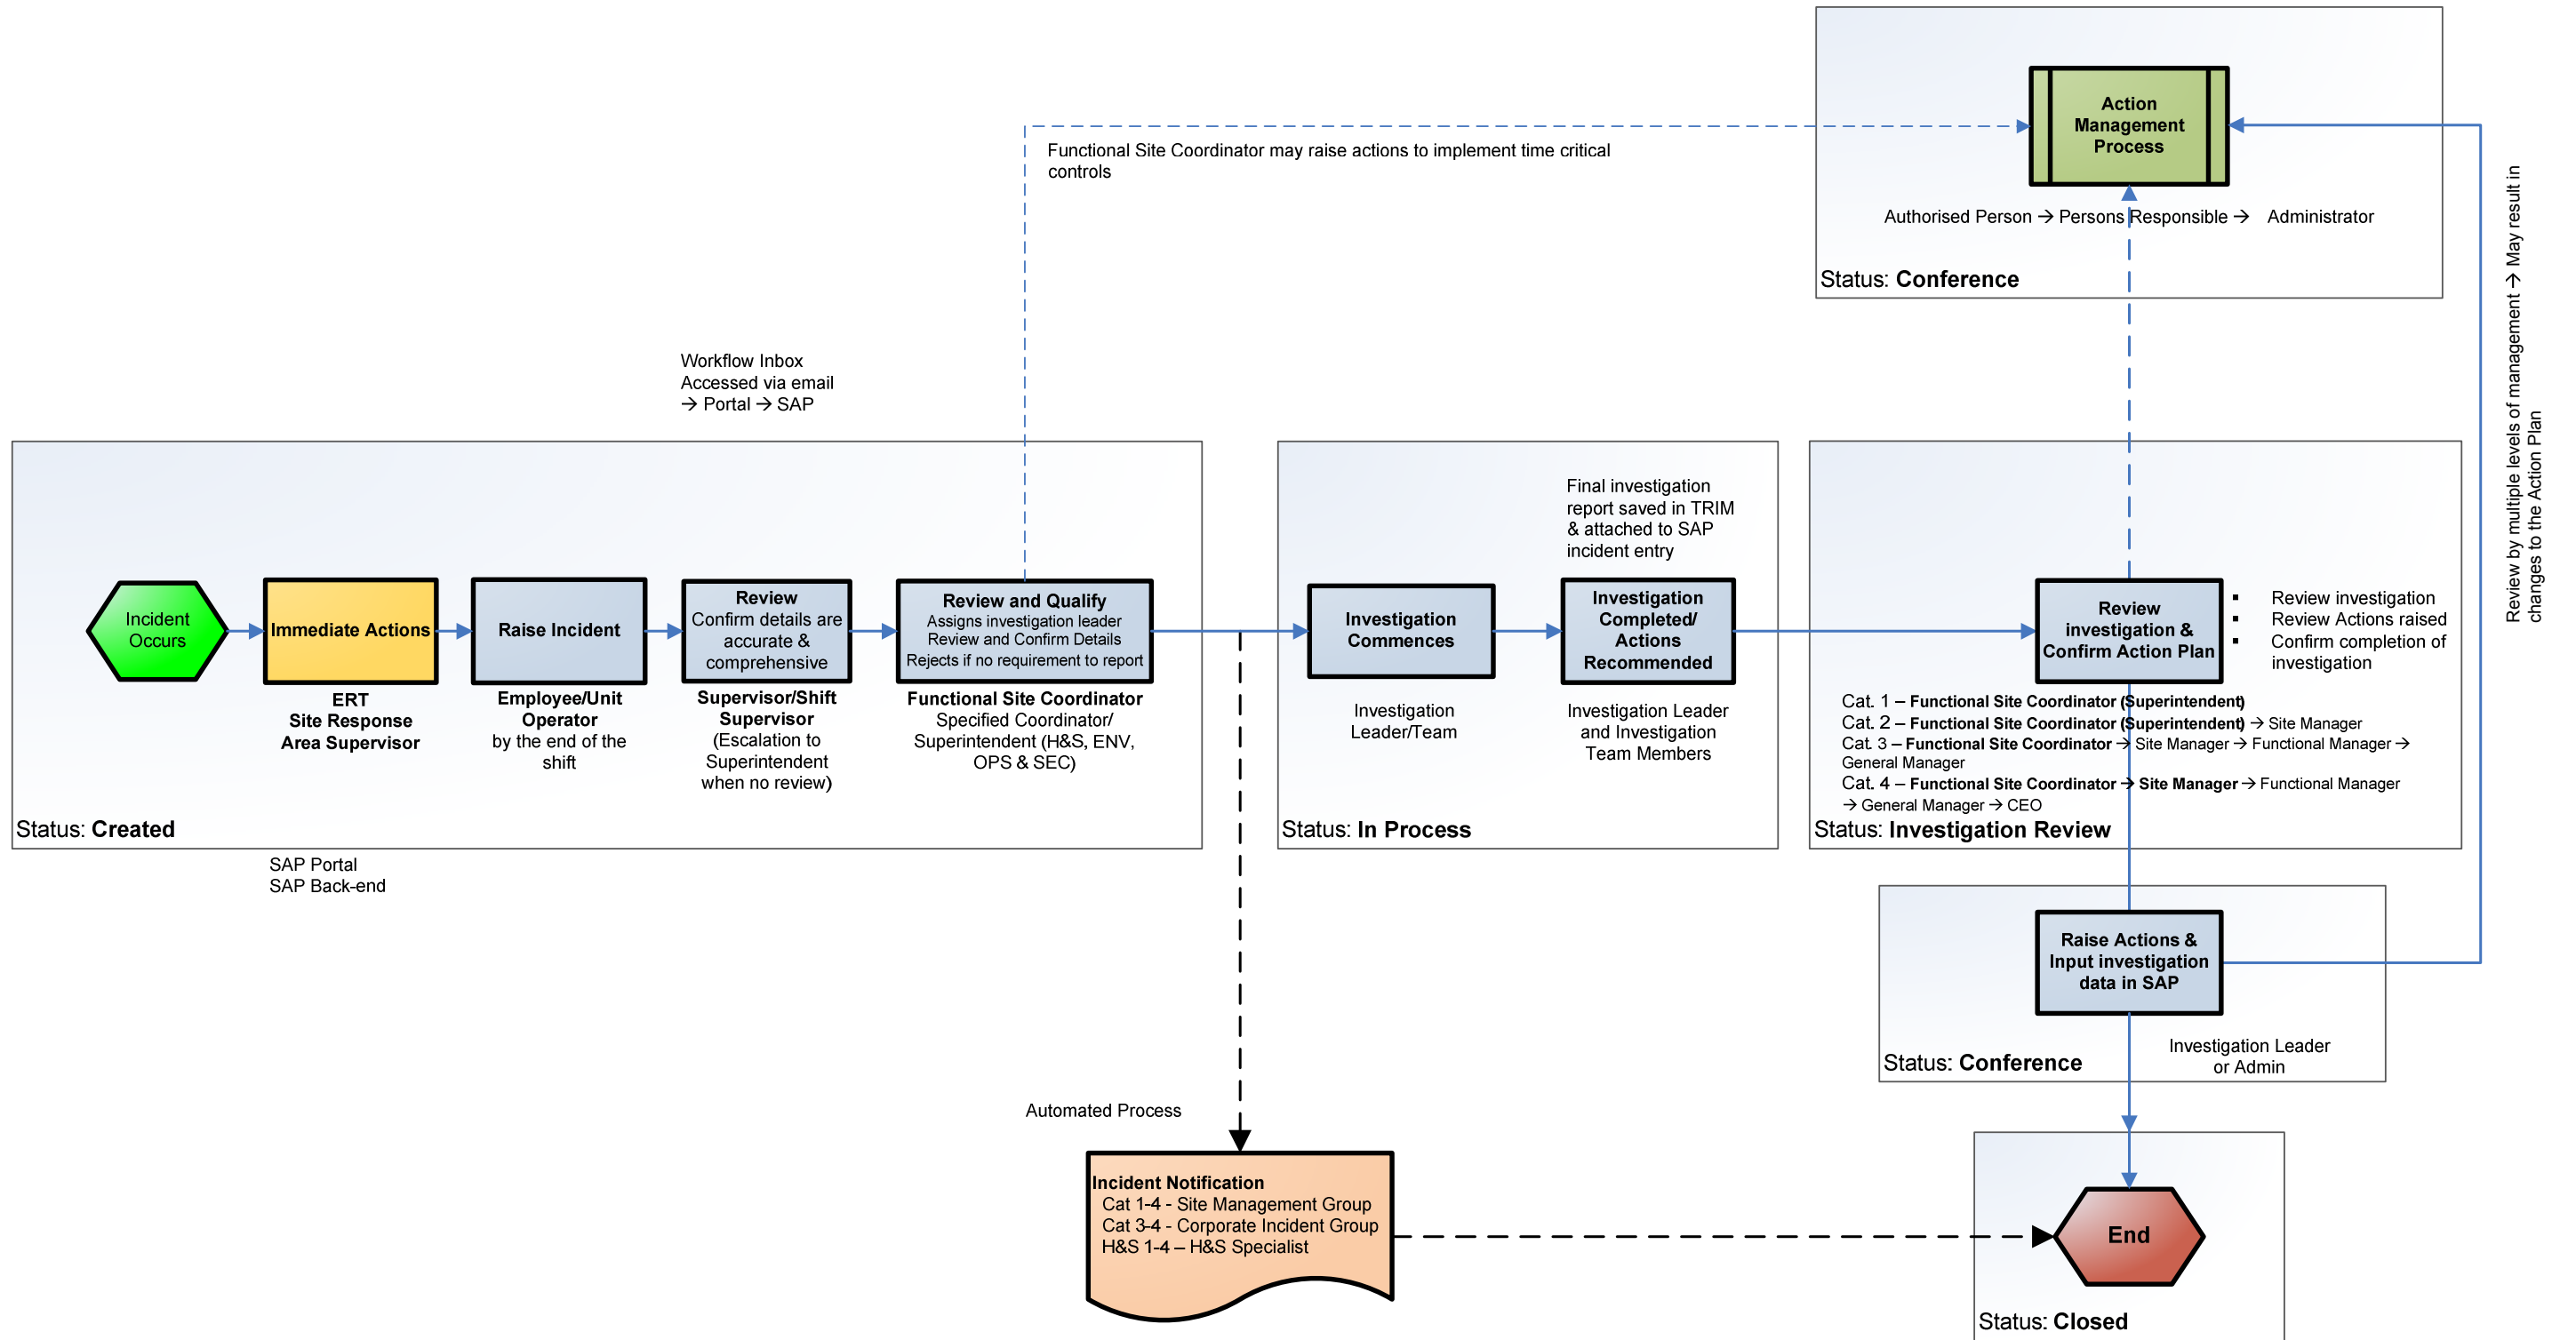 Action
Management
Process
Authorised Person → Persons Responsible → Administrator
Status: Conference
Functional Site Coordinator may raise actions to implement time critical
controls
Review by multiple levels of management → May result in
changes to the Action Plan
Workflow Inbox
Accessed via email
→ Portal → SAP
Incident
Occurs
Immediate Actions
ERT
Site Response
Area Supervisor
Raise Incident
Employee/Unit
Operator
by the end of the
shift
Review
Confirm details are
accurate &
comprehensive
Supervisor/Shift
Supervisor
(Escalation to
Superintendent
when no review)
Review and Qualify
Assigns investigation leader
Review and Confirm Details
Rejects if no requirement to report
Functional Site Coordinator
Specified Coordinator/
Superintendent (H&S, ENV,
OPS & SEC)
Status: Created
SAP Portal
SAP Back-end
Investigation
Commences
Investigation
Leader/Team
Final investigation
report saved in TRIM
& attached to SAP
incident entry
Investigation
Completed/
Actions
Recommended
Investigation Leader
and Investigation
Team Members
Status: In Process
Review
investigation &
Confirm Action Plan
▪ Review investigation
▪ Review Actions raised
▪ Confirm completion of
investigation
Cat. 1 – Functional Site Coordinator (Superintendent)
Cat. 2 – Functional Site Coordinator (Superintendent) → Site Manager
Cat. 3 – Functional Site Coordinator → Site Manager → Functional Manager →
General Manager
Cat. 4 – Functional Site Coordinator → Site Manager → Functional Manager
→ General Manager → CEO
Status: Investigation Review
Raise Actions &
Input investigation
data in SAP
Investigation Leader
or Admin
Status: Conference
Automated Process
Incident Notification
Cat 1-4 - Site Management Group
Cat 3-4 - Corporate Incident Group
H&S 1-4 – H&S Specialist
End
Status: Closed